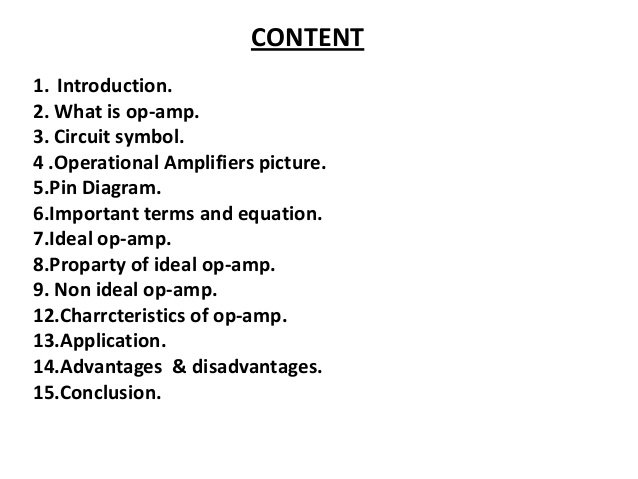 CONTENT
1. Introduction.
2. What is op-amp.
3. Circuit symbol.
4 .Operational Amplifiers picture.
5.Pin Diagram.
6.Important terms and equation.
7.Ideal op-amp.
8.Proparty of ideal op-amp.
9. Non ideal op-amp.
12.Charrcteristics of op-amp.
13.Application.
14.Advantages & disadvantages.
15.Conclusion.